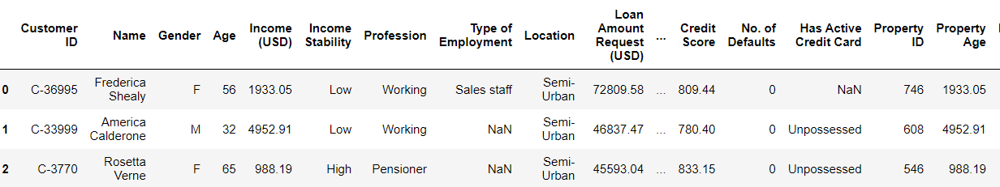 Customer ID Name Gender Age Income (USD) Income Stability Profession Type of Employment Location Loan Amount Request (USD) ... Credit Score No. of Defaults Has Active Credit Card Property ID Property Age
0 C-36995 Frederica Shealy F 56 1933.05 Low Working Sales staff Semi-Urban 72809.58 ... 809.44 0 NaN 746 1933.05
1 C-33999 America Calderone M 32 4952.91 Low Working NaN Semi-Urban 46837.47 ... 780.40 0 Unpossessed 608 4952.91
2 C-3770 Rosetta Verne F 65 988.19 High Pensioner NaN Semi-Urban 45593.04 ... 833.15 0 Unpossessed 546 988.19